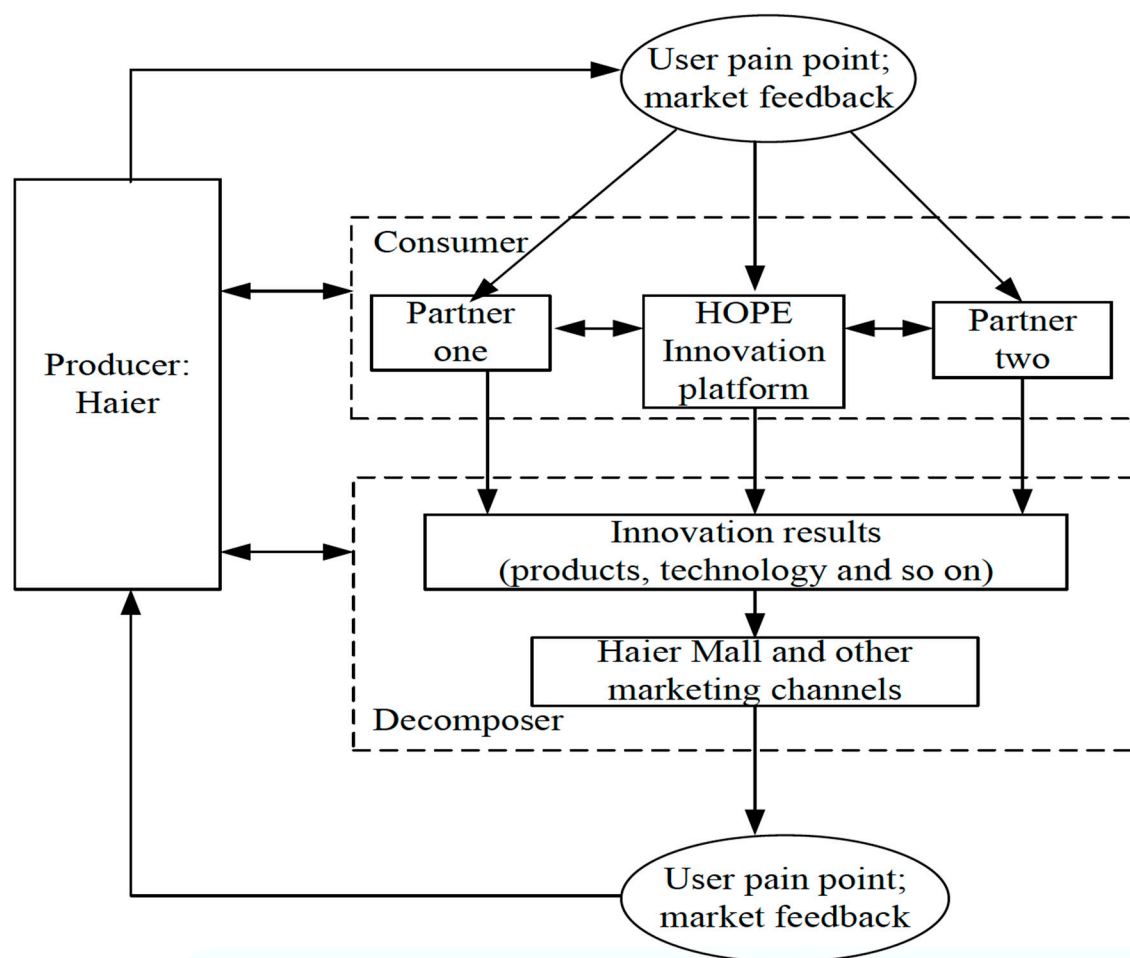 User pain point;
market feedback
Consumer
Partner
one
HOPE
Innovation
platform
Partner
two
Producer:
Haier
Innovation results
(products, technology and so on)
Haier Mall and other
marketing channels
Decomposer
User pain point;
market feedback